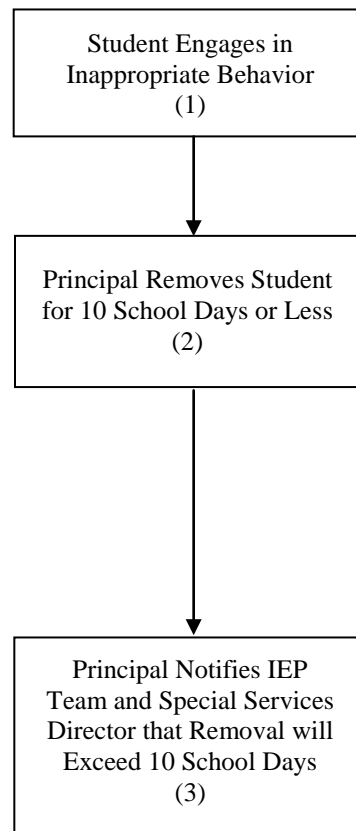 Student Engages in
Inappropriate Behavior
(1)
Principal Removes Student
for 10 School Days or Less
(2)
Principal Notifies IEP
Team and Special Services
Director that Removal will
Exceed 10 School Days
(3)